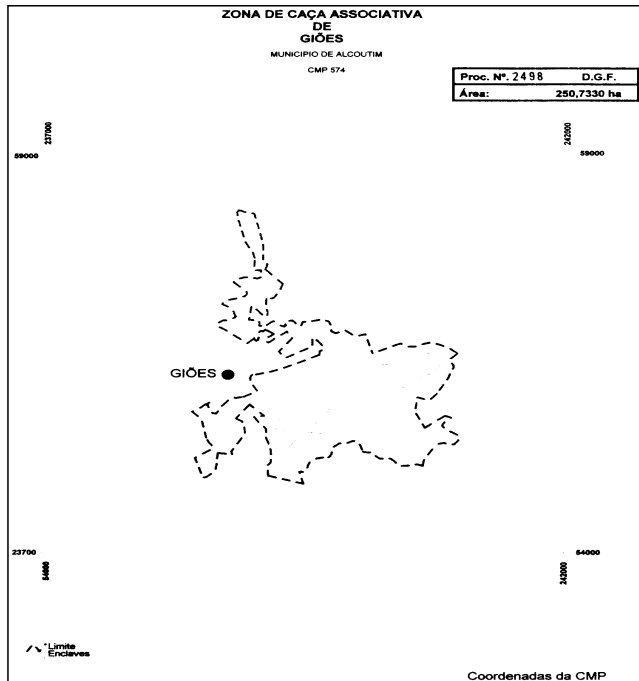 ZONA DE CAÇA ASSOCIATIVA
DE
GIÕES
MUNICIPIO DE ALCOUTIM
CMP 574
Proc. Nº. 2498 D.G.F.
Área: 250,7330 ha
237000
242000
59000
59000
GIÕES
23700
54000
54000
242000
Limite
Enclaves
Coordenadas da CMP